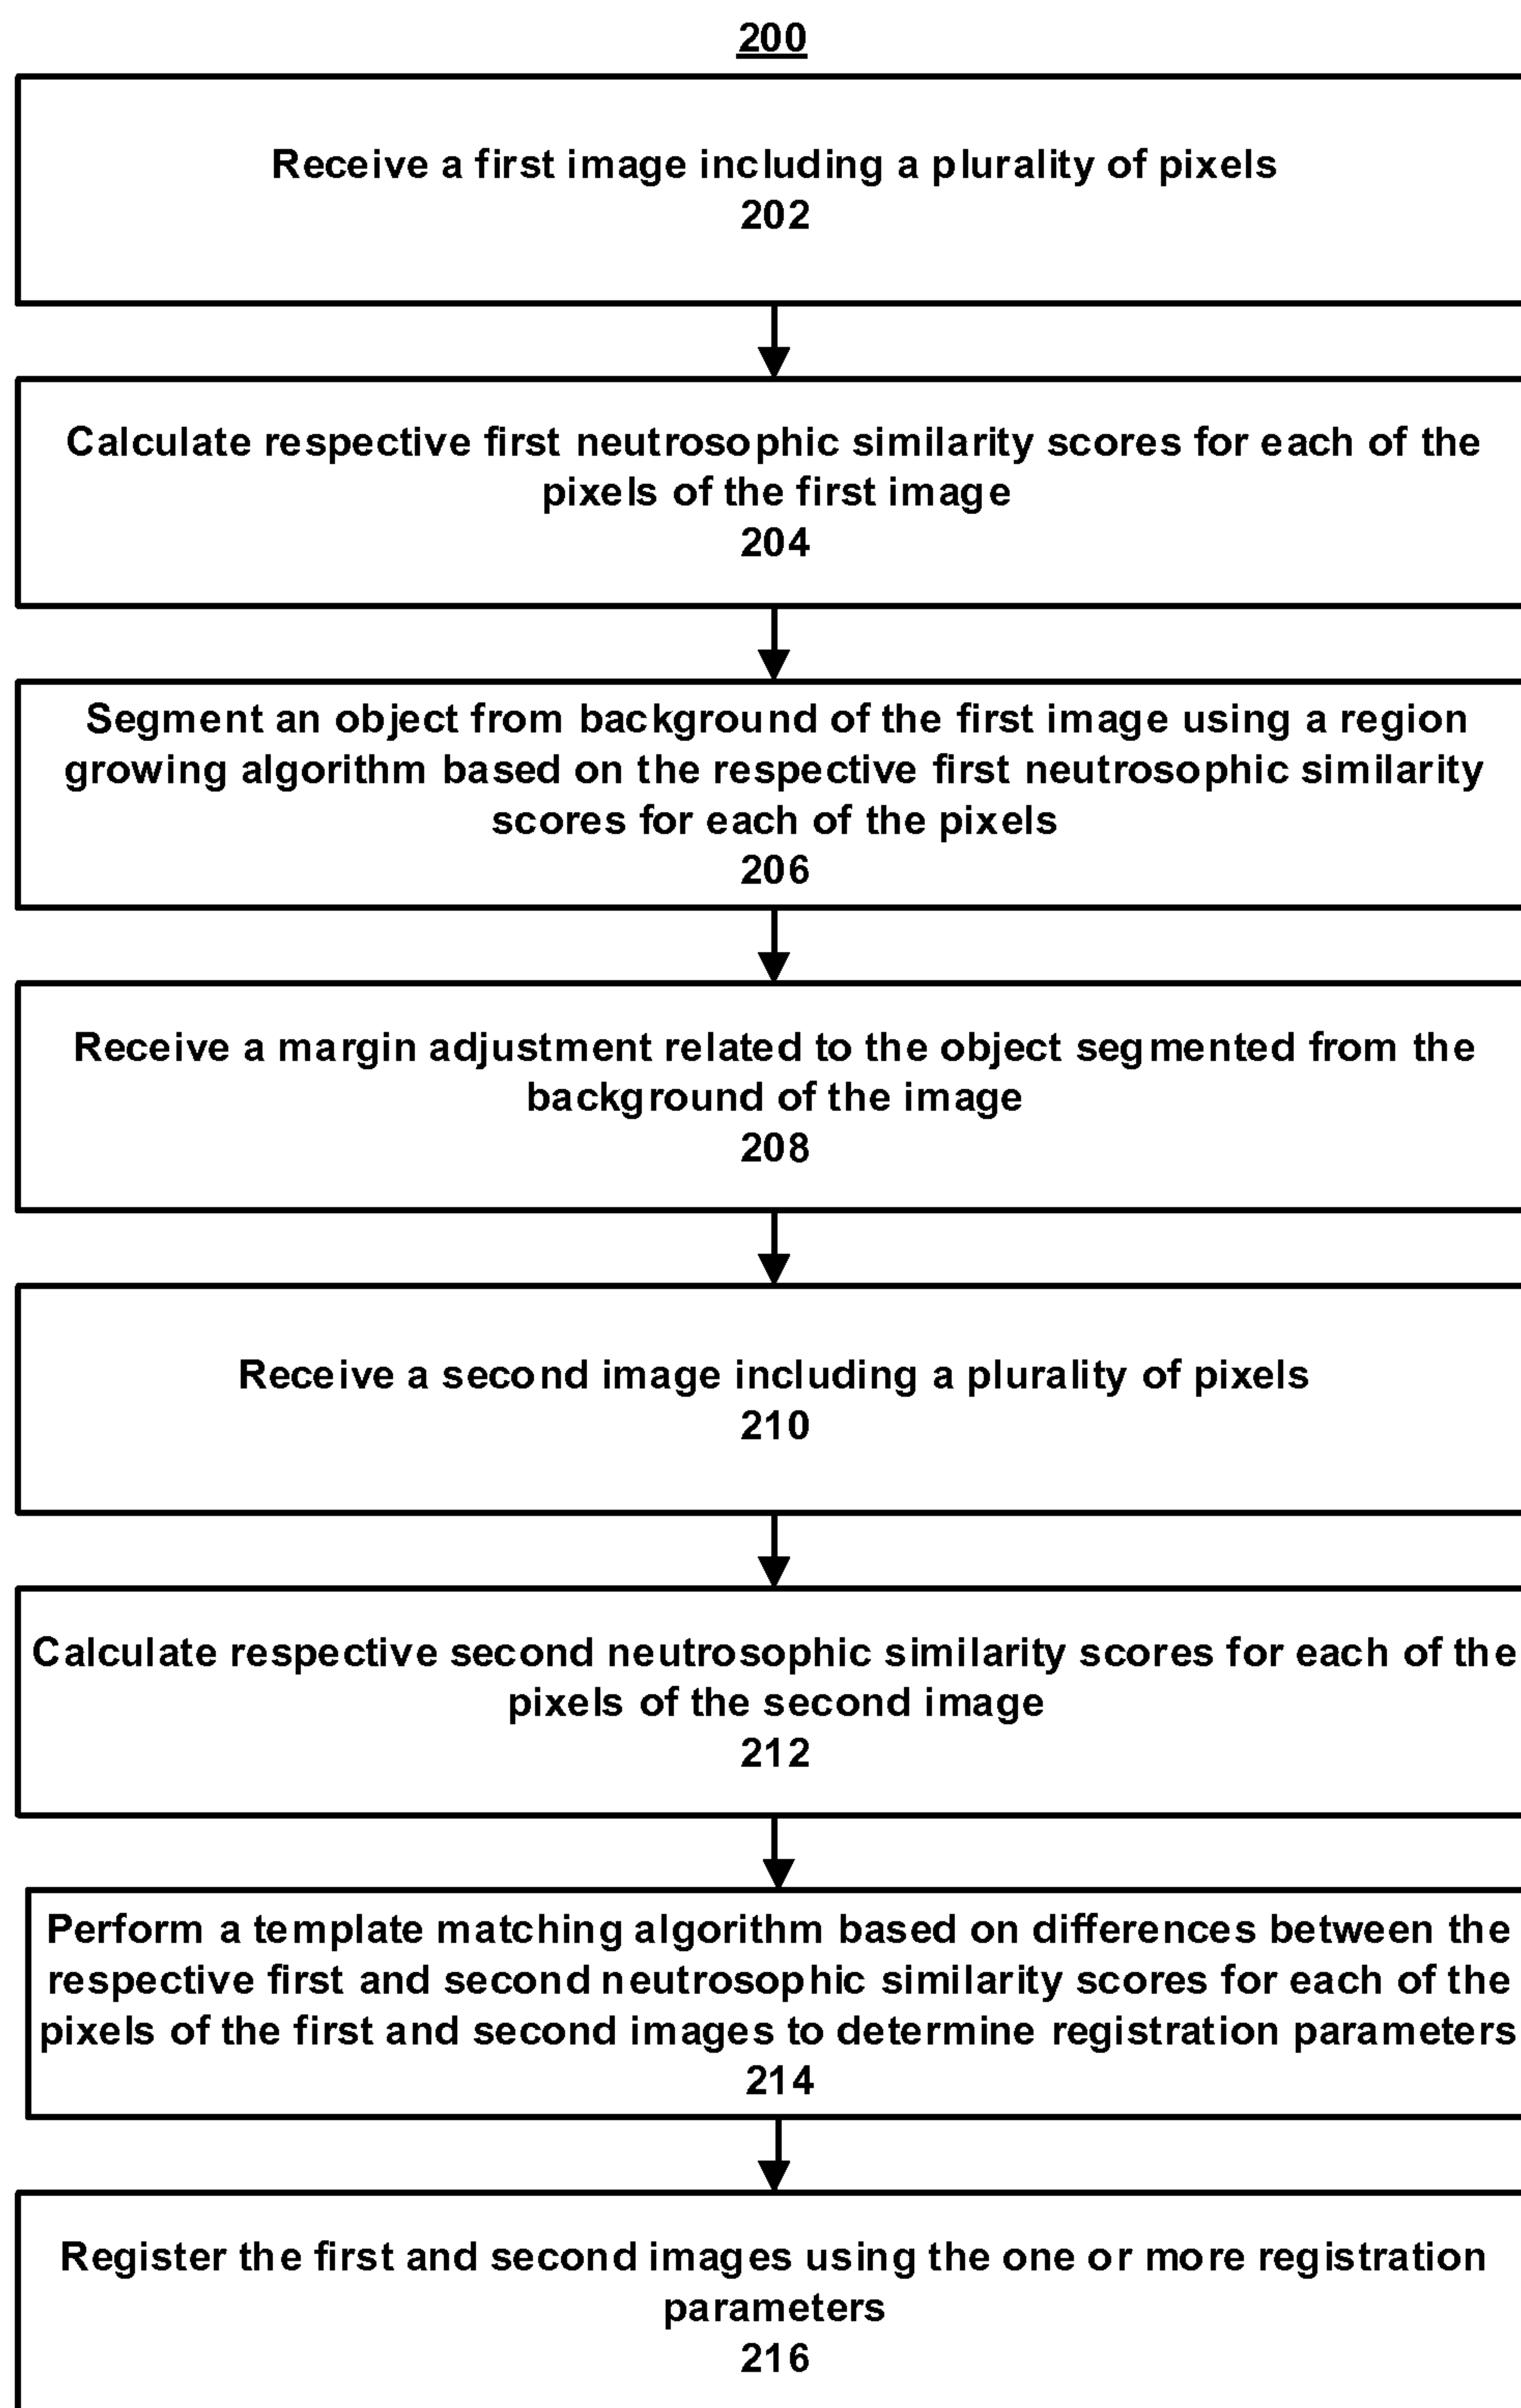 200
Receive a first image including a plurality of pixels
202
Calculate respective first neutrosophic similarity scores for each of the
pixels of the first image
204
Segment an object from background of the first image using a region
growing algorithm based on the respective first neutrosophic similarity
scores for each of the pixels
206
Receive a margin adjustment related to the object segmented from the
background of the image
208
Receive a second image including a plurality of pixels
210
Calculate respective second neutrosophic similarity scores for each of the
pixels of the second image
212
Perform a template matching algorithm based on differences between the
respective first and second neutrosophic similarity scores for each of the
pixels of the first and second images to determine registration parameters
214
Register the first and second images using the one or more registration
parameters
216